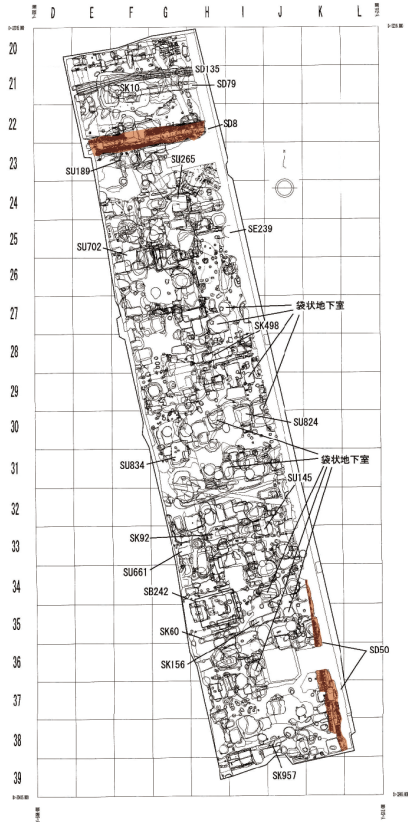 D E F G H I J K L
20
SD135
SK10
SD79
21
22
SD8
SU265
23
SU189
24
SE239
25
SU702
26
27
袋状地下室
SK498
28
29
SU824
30
SU834
31
袋状地下室
SU145
32
SK92
33
SU661
34
SB242
35
SK60
SD50
SK156
36
37
38
39
SK957